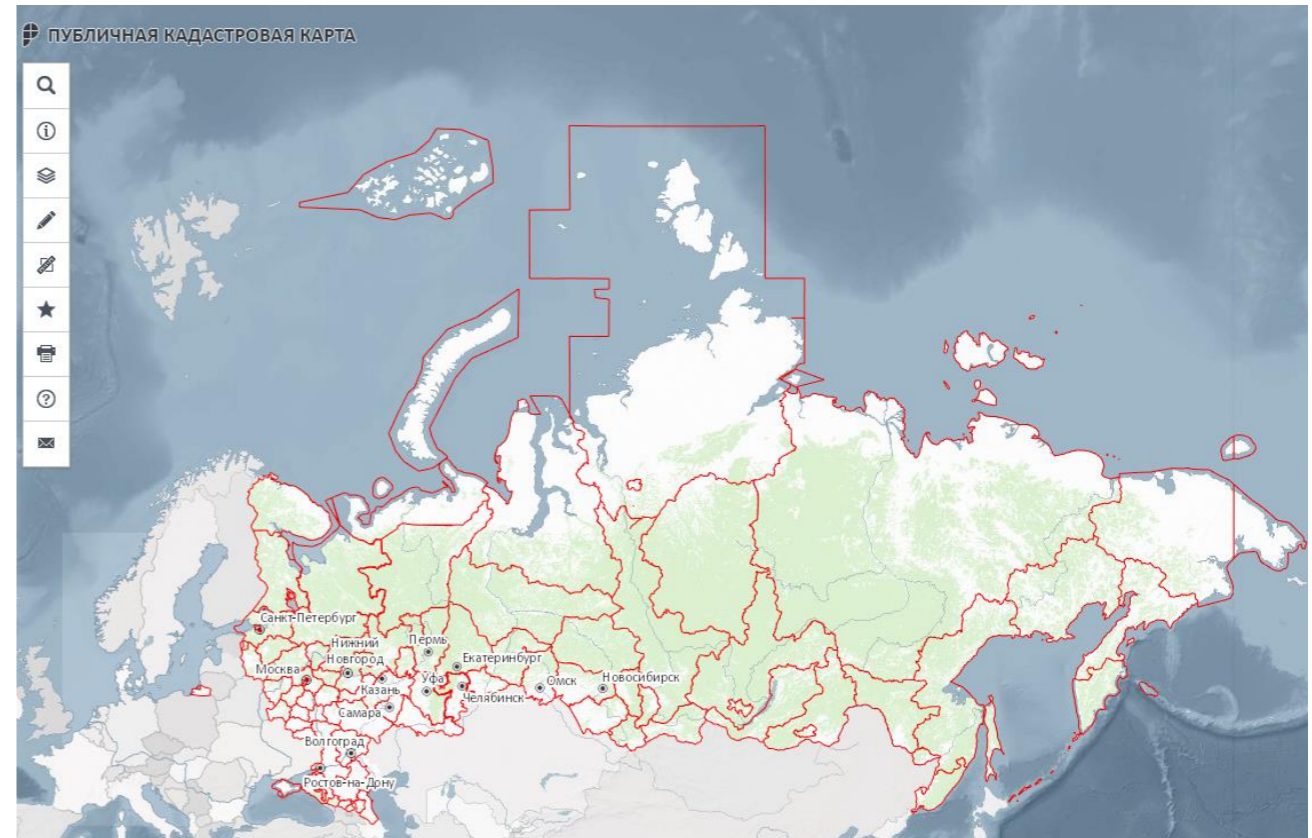 ПУБЛИЧНАЯ КАДАСТРОВАЯ КАРТА
Санкт-Петербург
Нижний
Новгород
Пермь
Москва
Екатеринбург
Казань
Уфа
Челябинск
Омск
Новосибирск
Самара
Волгоград
Ростов-на-Дону